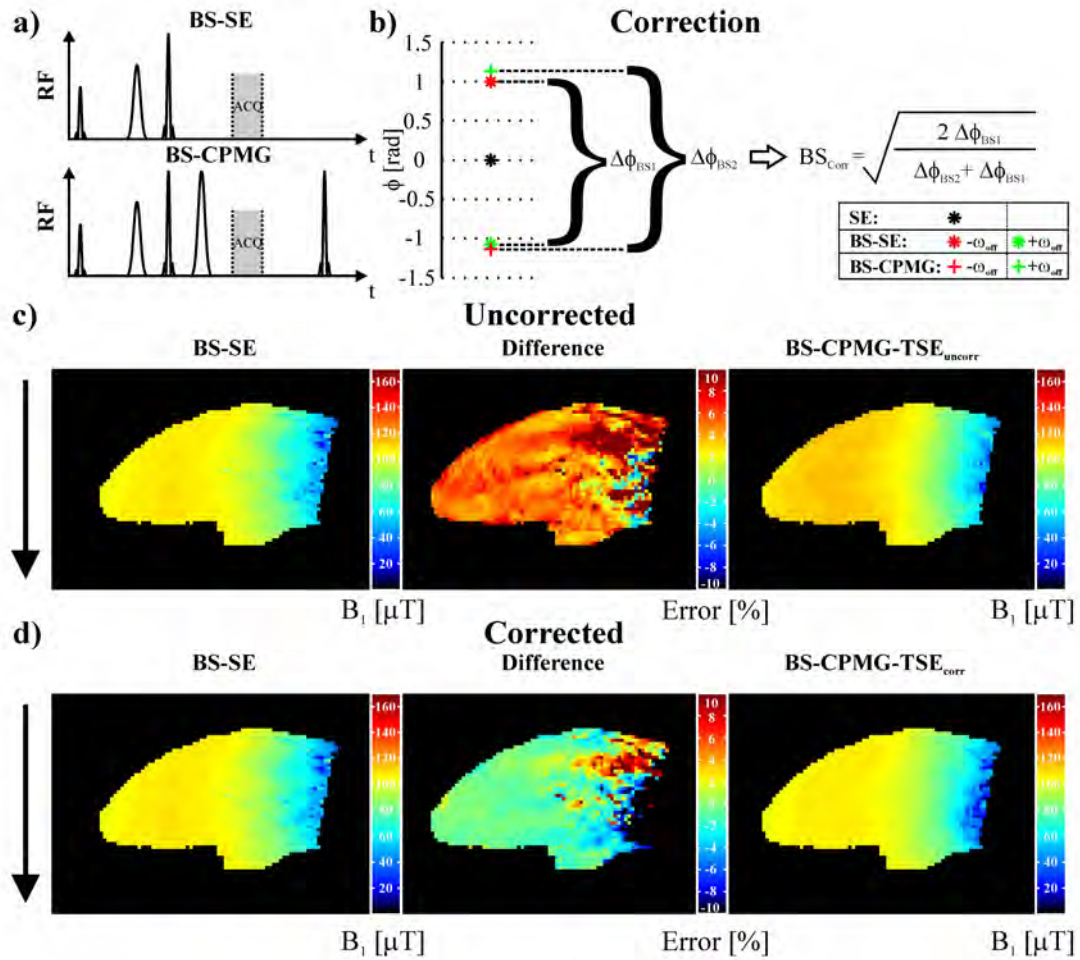 a)
BS-SE
RF
ACQ
t
BS-CPMG
RF
ACQ
t
b)
Correction
ϕ [rad]
1.5
1
0.5
0
-0.5
-1
-1.5
Δϕ_BS1
Δϕ_BS2
BS_Corr = √(2 Δϕ_BS1 / (Δϕ_BS2 + Δϕ_BS1))
SE:
BS-SE: -ω_off +ω_off
BS-CPMG: -ω_off +ω_off
c)
Uncorrected
BS-SE
Difference
BS-CPMG-TSE_uncorr
160
140
120
100
80
60
40
20
10
8
6
4
2
0
-2
-4
-6
-8
-10
160
140
120
100
80
60
40
20
B₁ [μT]
Error [%]
B₁ [μT]
d)
Corrected
BS-SE
Difference
BS-CPMG-TSE_corr
160
140
120
100
80
60
40
20
10
8
6
4
2
0
-2
-4
-6
-8
-10
160
140
120
100
80
60
40
20
B₁ [μT]
Error [%]
B₁ [μT]